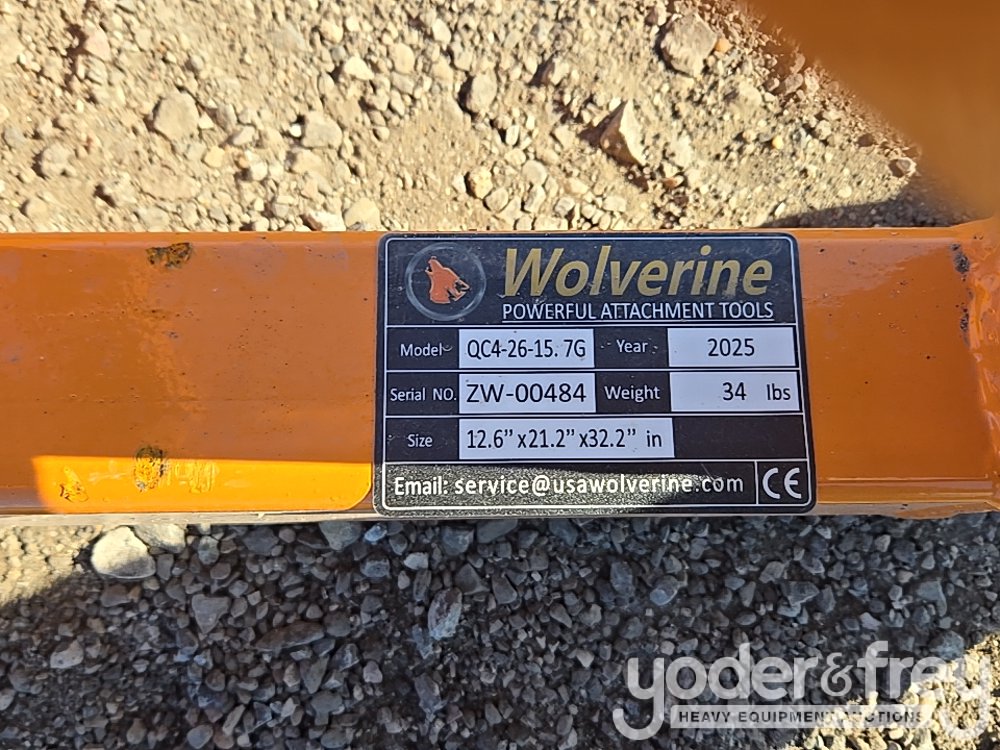 Wolverine
POWERFUL ATTACHMENT TOOLS
Model QC4-26-15.7G Year 2025
Serial NO. ZW-00484 Weight 34 lbs
Size 12.6”x21.2”x32.2” in
Email: service@usawolverine.com CE
yoder&frey
HEAVY EQUIPMENT AUCTIONS